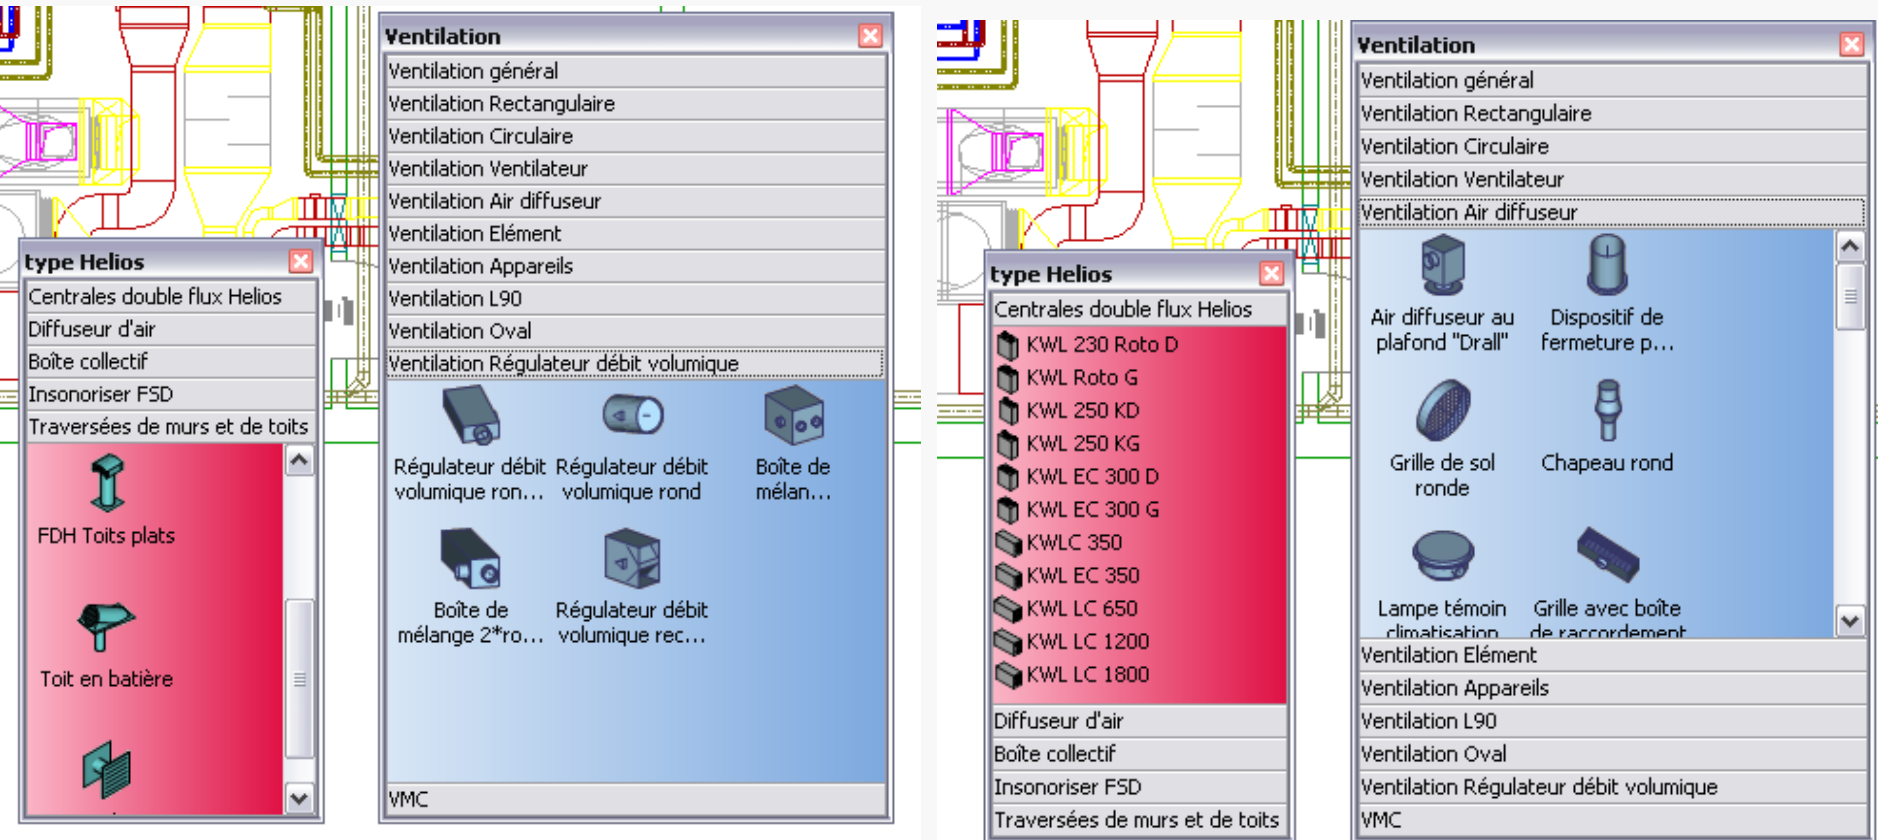 Ventilation
Ventilation général
Ventilation Rectangulaire
Ventilation Circulaire
Ventilation Ventilateur
Ventilation Air diffuseur
Ventilation Elément
Ventilation Appareils
Ventilation L90
Ventilation Oval
Ventilation Régulateur débit volumique
Régulateur débit
volumique ron...
Régulateur débit
volumique rond
Boîte de
mélan...
Boîte de
mélange 2*ro...
Régulateur débit
volumique rec...
VMC
type Helios
Centrales double flux Helios
Diffuseur d'air
Boîte collectif
Insonoriser FSD
Traversées de murs et de toits
FDH Toits plats
Toit en batière
Ventilation
Ventilation général
Ventilation Rectangulaire
Ventilation Circulaire
Ventilation Ventilateur
Ventilation Air diffuseur
Air diffuseur au
plafond "Drall"
Dispositif de
fermeture p...
Grille de sol
ronde
Chapeau rond
Lampe témoin
climatisation
Grille avec boîte
de raccordement
Ventilation Elément
Ventilation Appareils
Ventilation L90
Ventilation Oval
Ventilation Régulateur débit volumique
VMC
type Helios
Centrales double flux Helios
KWL 230 Roto D
KWL Roto G
KWL 250 KD
KWL 250 KG
KWL EC 300 D
KWL EC 300 G
KWLC 350
KWL EC 350
KWL LC 650
KWL LC 1200
KWL LC 1800
Diffuseur d'air
Boîte collectif
Insonoriser FSD
Traversées de murs et de toits